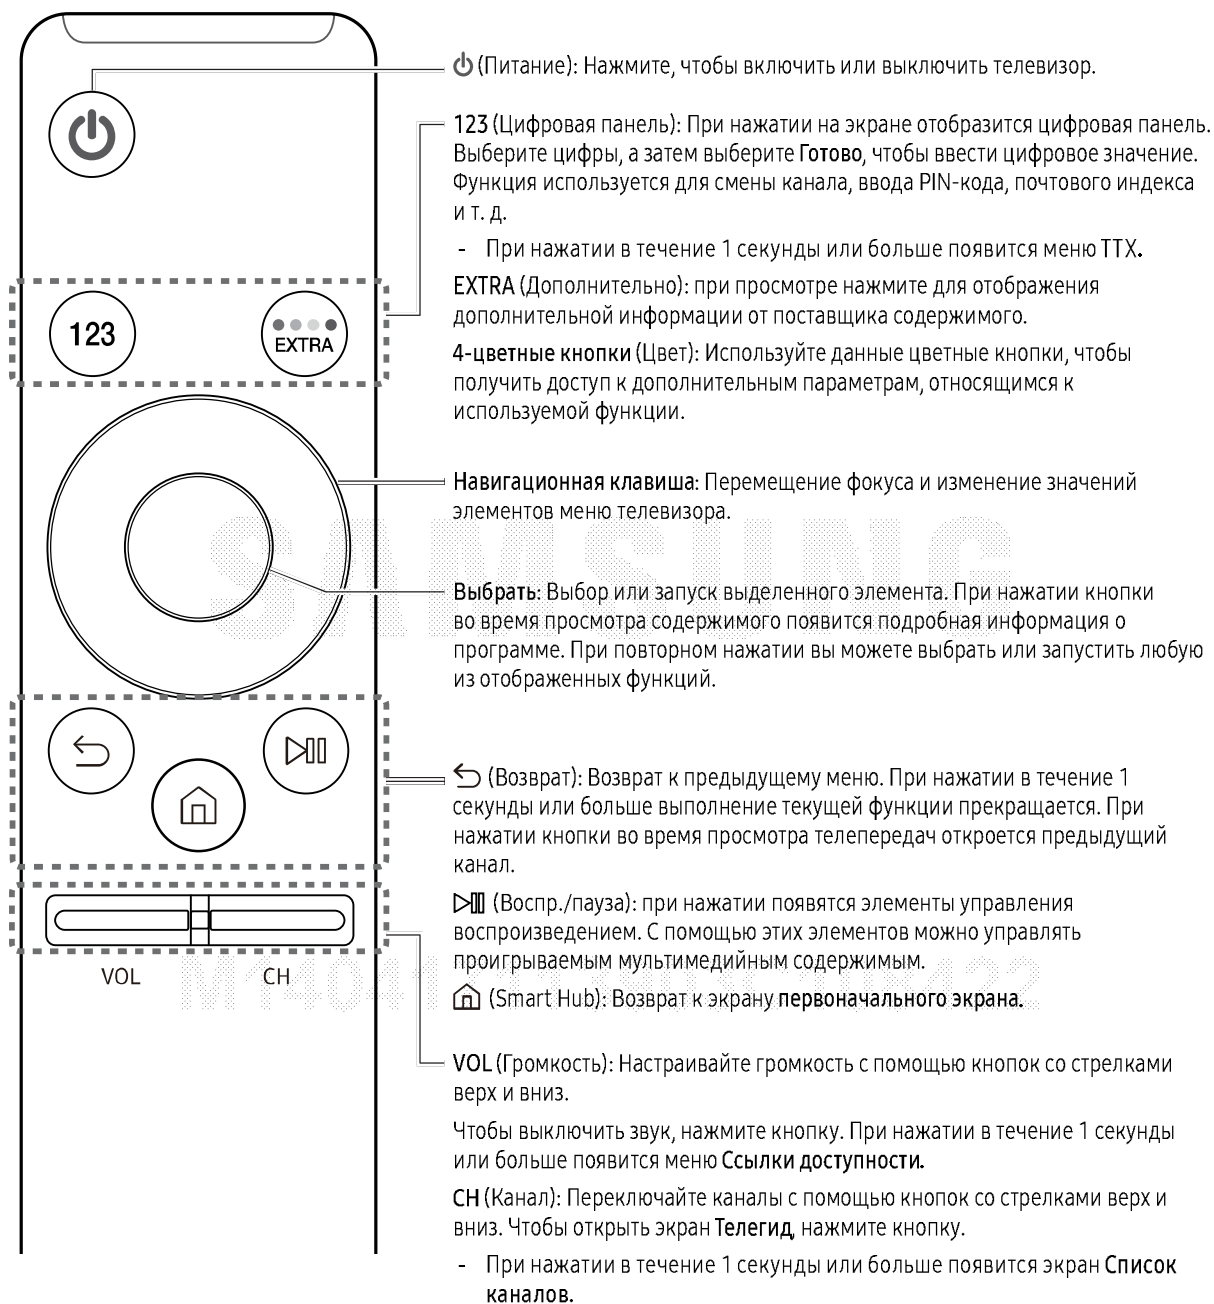 (Питание): Нажмите, чтобы включить или выключить телевизор.
123 (Цифровая панель): При нажатии на экране отобразится цифровая панель.
Выберите цифры, а затем выберите Готово, чтобы ввести цифровое значение.
Функция используется для смены канала, ввода PIN-кода, почтового индекса
и т. д.
- При нажатии в течение 1 секунды или больше появится меню TTX.
EXTRA (Дополнительно): при просмотре нажмите для отображения
дополнительной информации от поставщика содержимого.
4-цветные кнопки (Цвет): Используйте данные цветные кнопки, чтобы
получить доступ к дополнительным параметрам, относящимся к
используемой функции.
123
EXTRA
Навигационная клавиша: Перемещение фокуса и изменение значений
элементов меню телевизора.
SAMSUNG
Выбрать: Выбор или запуск выделенного элемента. При нажатии кнопки
во время просмотра содержимого появится подробная информация о
программе. При повторном нажатии вы можете выбрать или запустить любую
из отображенных функций.
(Возврат): Возврат к предыдущему меню. При нажатии в течение 1
секунды или больше выполнение текущей функции прекращается. При
нажатии кнопки во время просмотра телепередач откроется предыдущий
канал.
(Воспр./пауза): при нажатии появятся элементы управления
воспроизведением. С помощью этих элементов можно управлять
проигрываемым мультимедийным содержимым.
(Smart Hub): Возврат к экрану первоначального экрана.
VOL
CH
VOL (Громкость): Настраивайте громкость с помощью кнопок со стрелками
верх и вниз.
Чтобы выключить звук, нажмите кнопку. При нажатии в течение 1 секунды
или больше появится меню Ссылки доступности.
CH (Канал): Переключайте каналы с помощью кнопок со стрелками верх и
вниз. Чтобы открыть экран Телегид, нажмите кнопку.
- При нажатии в течение 1 секунды или больше появится экран Список
каналов.